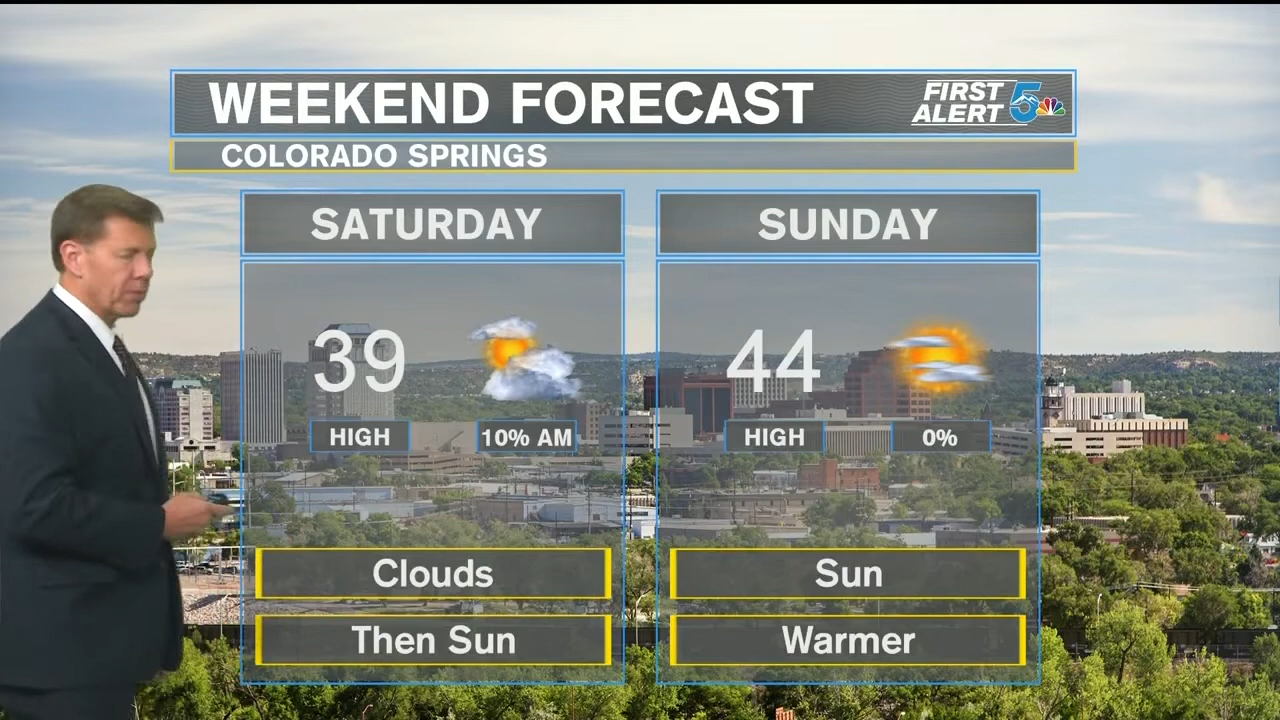 WEEKEND FORECAST
FIRST
ALERT 5
COLORADO SPRINGS
SATURDAY
39
HIGH
10% AM
Clouds
Then Sun
SUNDAY
44
HIGH
0%
Sun
Warmer